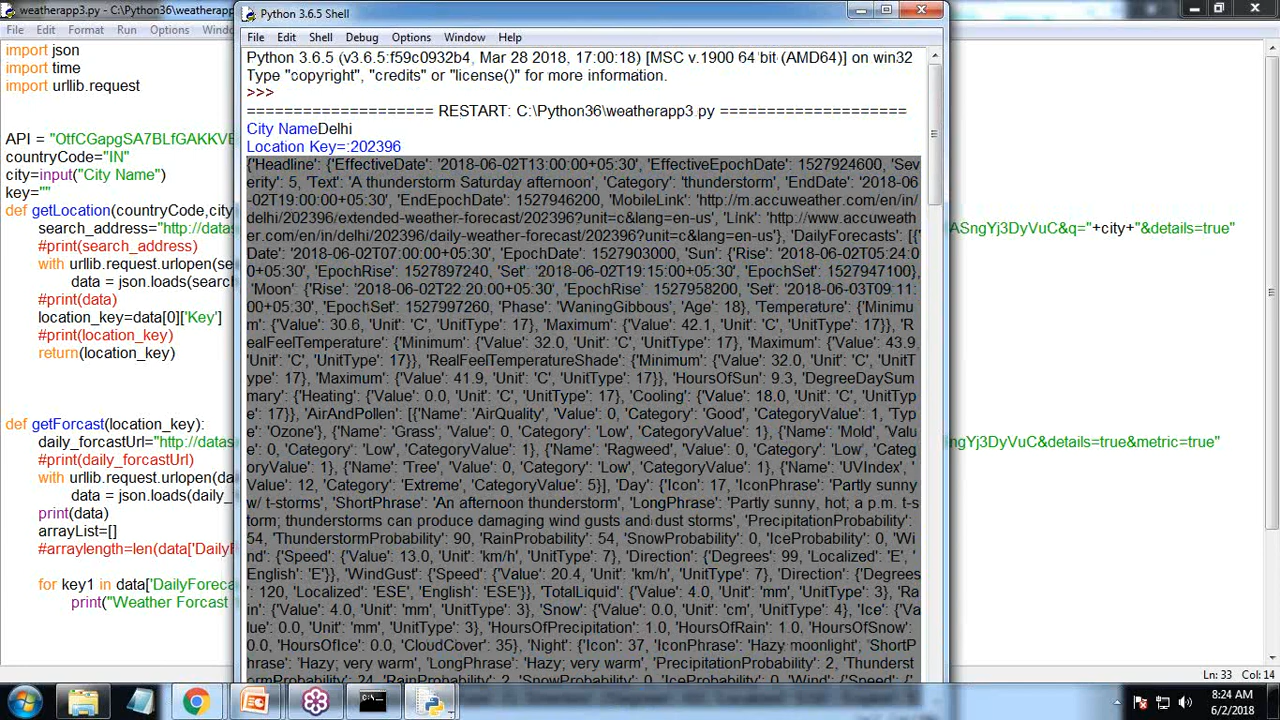 weatherapp3.py - C:\Python36\weatherapp
File Edit Format Run Options Windo
import json
import time
import urllib.request
API = "OtfCGapgSA7BLfGAKKVE
countryCode="IN"
city=input("City Name")
key=""
def getLocation(countryCode,city
search_address="http://datas
ASngYj3DyVuC&q="+city+"&details=true"
#print(search_address)
with urllib.request.urlopen(se
data = json.loads(search
#print(data)
location_key=data[0]['Key']
#print(location_key)
return(location_key)
def getForcast(location_key):
daily_forcastUrl="http://datas
ngYj3DyVuC&details=true&metric=true"
#print(daily_forcastUrl)
with urllib.request.urlopen(da
data = json.loads(daily_
print(data)
arrayList=[]
#arraylength=len(data['DailyF
for key1 in data['DailyForeca
print("Weather Forcast
Python 3.6.5 Shell
File Edit Shell Debug Options Window Help
Python 3.6.5 (v3.6.5:f59c0932b4, Mar 28 2018, 17:00:18) [MSC v.1900 64 bit (AMD64)] on win32
Type "copyright", "credits" or "license()" for more information.
>>>
==================== RESTART: C:\Python36\weatherapp3.py ====================
City NameDelhi
Location Key=:202396
{'Headline': {'EffectiveDate': '2018-06-02T13:00:00+05:30', 'EffectiveEpochDate': 1527924600, 'Sev
erity': 5, 'Text': 'A thunderstorm Saturday afternoon', 'Category': 'thunderstorm', 'EndDate': '2018-06
-02T19:00:00+05:30', 'EndEpochDate': 1527946200, 'MobileLink': 'http://m.accuweather.com/en/in/
delhi/202396/extended-weather-forecast/202396?unit=c&lang=en-us', 'Link': 'http://www.accuweath
er.com/en/in/delhi/202396/daily-weather-forecast/202396?unit=c&lang=en-us'}, 'DailyForecasts': [{'
Date': '2018-06-02T07:00:00+05:30', 'EpochDate': 1527903000, 'Sun': {'Rise': '2018-06-02T05:24:0
0+05:30', 'EpochRise': 1527897240, 'Set': '2018-06-02T19:15:00+05:30', 'EpochSet': 1527947100},
'Moon': {'Rise': '2018-06-02T22:20:00+05:30', 'EpochRise': 1527958200, 'Set': '2018-06-03T09:11:
00+05:30', 'EpochSet': 1527997260, 'Phase': 'WaningGibbous', 'Age': 18}, 'Temperature': {'Minimu
m': {'Value': 30.6, 'Unit': 'C', 'UnitType': 17}, 'Maximum': {'Value': 42.1, 'Unit': 'C', 'UnitType': 17}}, 'R
ealFeelTemperature': {'Minimum': {'Value': 32.0, 'Unit': 'C', 'UnitType': 17}, 'Maximum': {'Value': 43.9,
'Unit': 'C', 'UnitType': 17}}, 'RealFeelTemperatureShade': {'Minimum': {'Value': 32.0, 'Unit': 'C', 'UnitT
ype': 17}, 'Maximum': {'Value': 41.9, 'Unit': 'C', 'UnitType': 17}}, 'HoursOfSun': 9.3, 'DegreeDaySum
mary': {'Heating': {'Value': 0.0, 'Unit': 'C', 'UnitType': 17}, 'Cooling': {'Value': 18.0, 'Unit': 'C', 'UnitType
': 17}}, 'AirAndPollen': [{'Name': 'AirQuality', 'Value': 0, 'Category': 'Good', 'CategoryValue': 1, 'Typ
e': 'Ozone'}, {'Name': 'Grass', 'Value': 0, 'Category': 'Low', 'CategoryValue': 1}, {'Name': 'Mold', 'Valu
e': 0, 'Category': 'Low', 'CategoryValue': 1}, {'Name': 'Ragweed', 'Value': 0, 'Category': 'Low', 'Categ
oryValue': 1}, {'Name': 'Tree', 'Value': 0, 'Category': 'Low', 'CategoryValue': 1}, {'Name': 'UVIndex', '
Value': 12, 'Category': 'Extreme', 'CategoryValue': 5}], 'Day': {'Icon': 17, 'IconPhrase': 'Partly sunny
w/ t-storms', 'ShortPhrase': 'An afternoon thunderstorm', 'LongPhrase': 'Partly sunny, hot; a p.m. t-s
torm; thunderstorms can produce damaging wind gusts and dust storms', 'PrecipitationProbability':
54, 'ThunderstormProbability': 90, 'RainProbability': 54, 'SnowProbability': 0, 'IceProbability': 0, 'Wi
nd': {'Speed': {'Value': 13.0, 'Unit': 'km/h', 'UnitType': 7}, 'Direction': {'Degrees': 99, 'Localized': 'E', '
English': 'E'}}, 'WindGust': {'Speed': {'Value': 20.4, 'Unit': 'km/h', 'UnitType': 7}, 'Direction': {'Degrees
': 120, 'Localized': 'ESE', 'English': 'ESE'}}, 'TotalLiquid': {'Value': 4.0, 'Unit': 'mm', 'UnitType': 3}, 'Ra
in': {'Value': 4.0, 'Unit': 'mm', 'UnitType': 3}, 'Snow': {'Value': 0.0, 'Unit': 'cm', 'UnitType': 4}, 'Ice': {'Va
lue': 0.0, 'Unit': 'mm', 'UnitType': 3}, 'HoursOfPrecipitation': 1.0, 'HoursOfRain': 1.0, 'HoursOfSnow':
0.0, 'HoursOfIce': 0.0, 'CloudCover': 35}, 'Night': {'Icon': 37, 'IconPhrase': 'Hazy moonlight', 'ShortP
hrase': 'Hazy; very warm', 'LongPhrase': 'Hazy; very warm', 'PrecipitationProbability': 2, 'Thunderst
ormProbability': 24, 'RainProbability': 2, 'SnowProbability': 0, 'IceProbability': 0, 'Wind': {'Speed': {'
Ln: 33 Col: 14
8:24 AM
6/2/2018